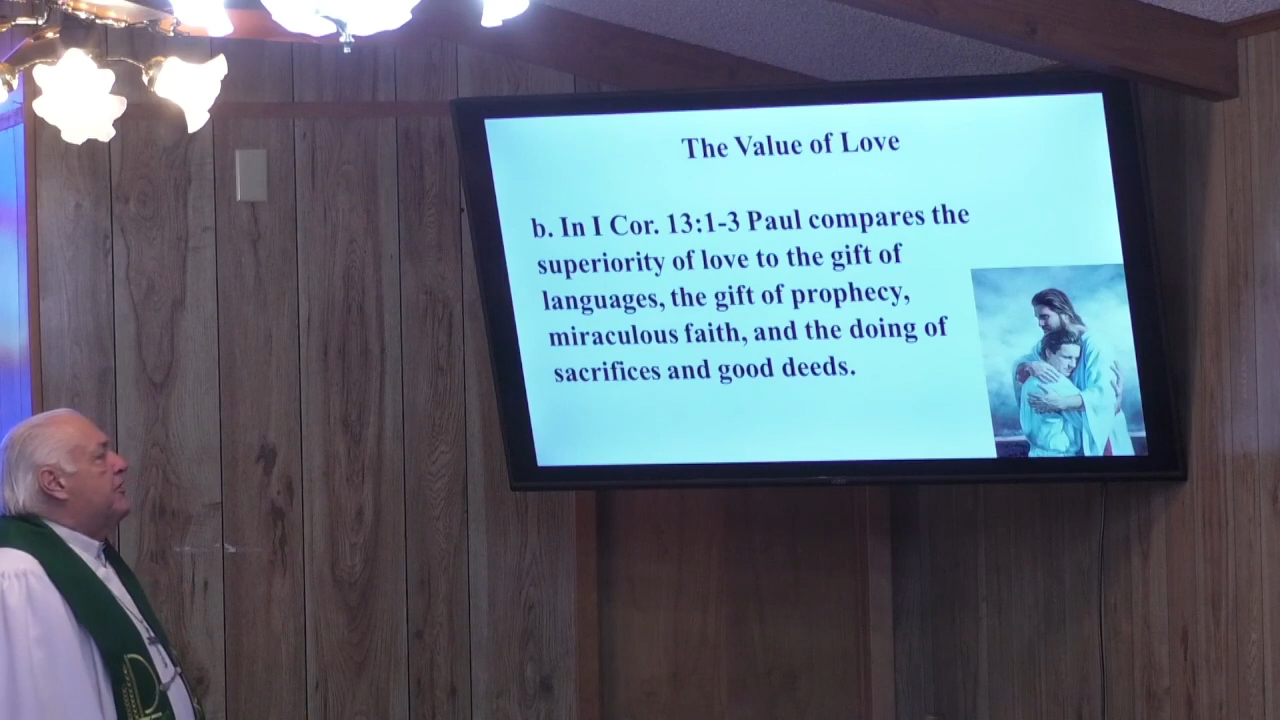 The Value of Love
b. In I Cor. 13:1-3 Paul compares the
superiority of love to the gift of
languages, the gift of prophecy,
miraculous faith, and the doing of
sacrifices and good deeds.